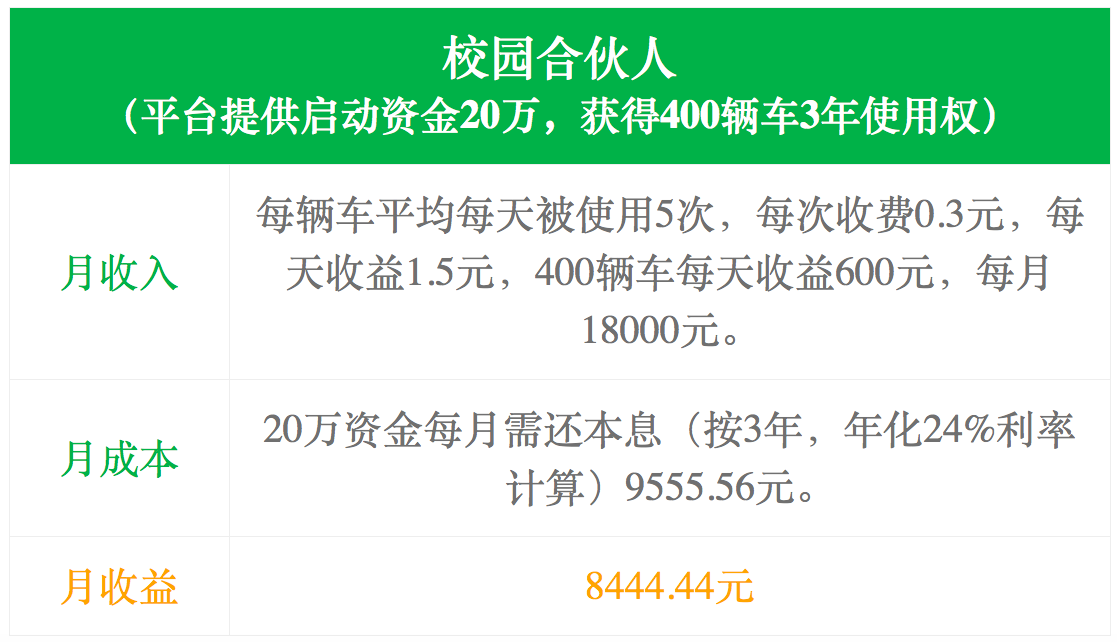 校园合伙人
（平台提供启动资金20万，获得400辆车3年使用权）
月收入
每辆车平均每天被使用5次，每次收费0.3元，每
天收益1.5元，400辆车每天收益600元，每月
18000元。
月成本
20万资金每月需还本息（按3年，年化24%利率
计算）9555.56元。
月收益
8444.44元